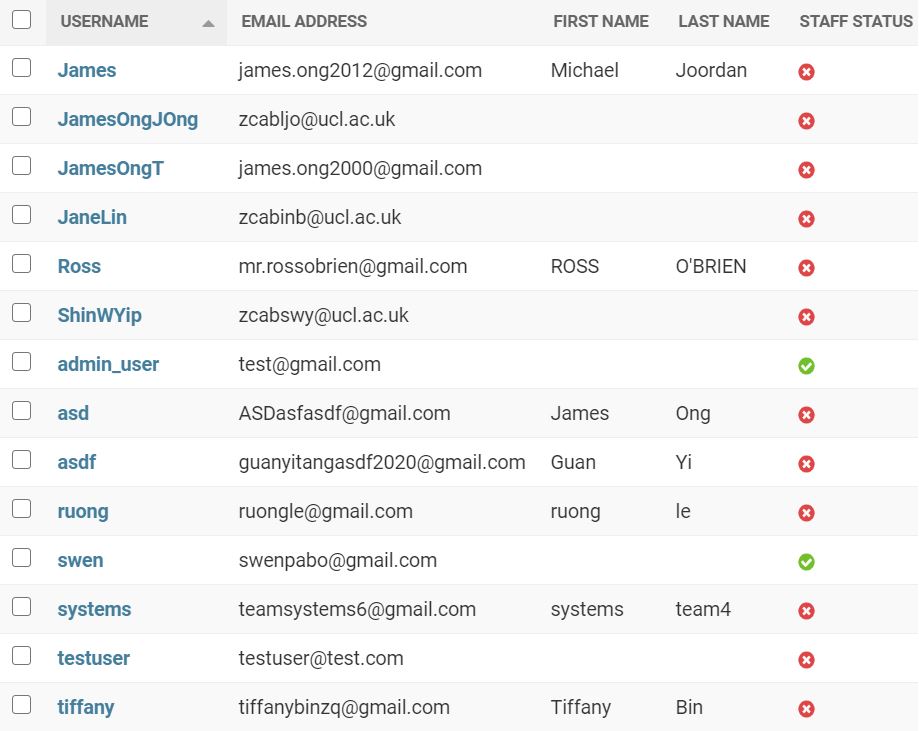 USERNAME EMAIL ADDRESS FIRST NAME LAST NAME STAFF STATUS
James james.ong2012@gmail.com Michael Joordan
JamesOngJOng zcabljo@ucl.ac.uk
JamesOngT james.ong2000@gmail.com
JaneLin zcabinb@ucl.ac.uk
Ross mr.rossobrien@gmail.com ROSS O'BRIEN
ShinWYip zcabswy@ucl.ac.uk
admin_user test@gmail.com
asd ASDasfasdf@gmail.com James Ong
asdf guanyitangasdf2020@gmail.com Guan Yi
ruong ruongle@gmail.com ruong le
swen swenpabo@gmail.com
systems teamsystems6@gmail.com systems team4
testuser testuser@test.com
tiffany tiffanybinzq@gmail.com Tiffany Bin